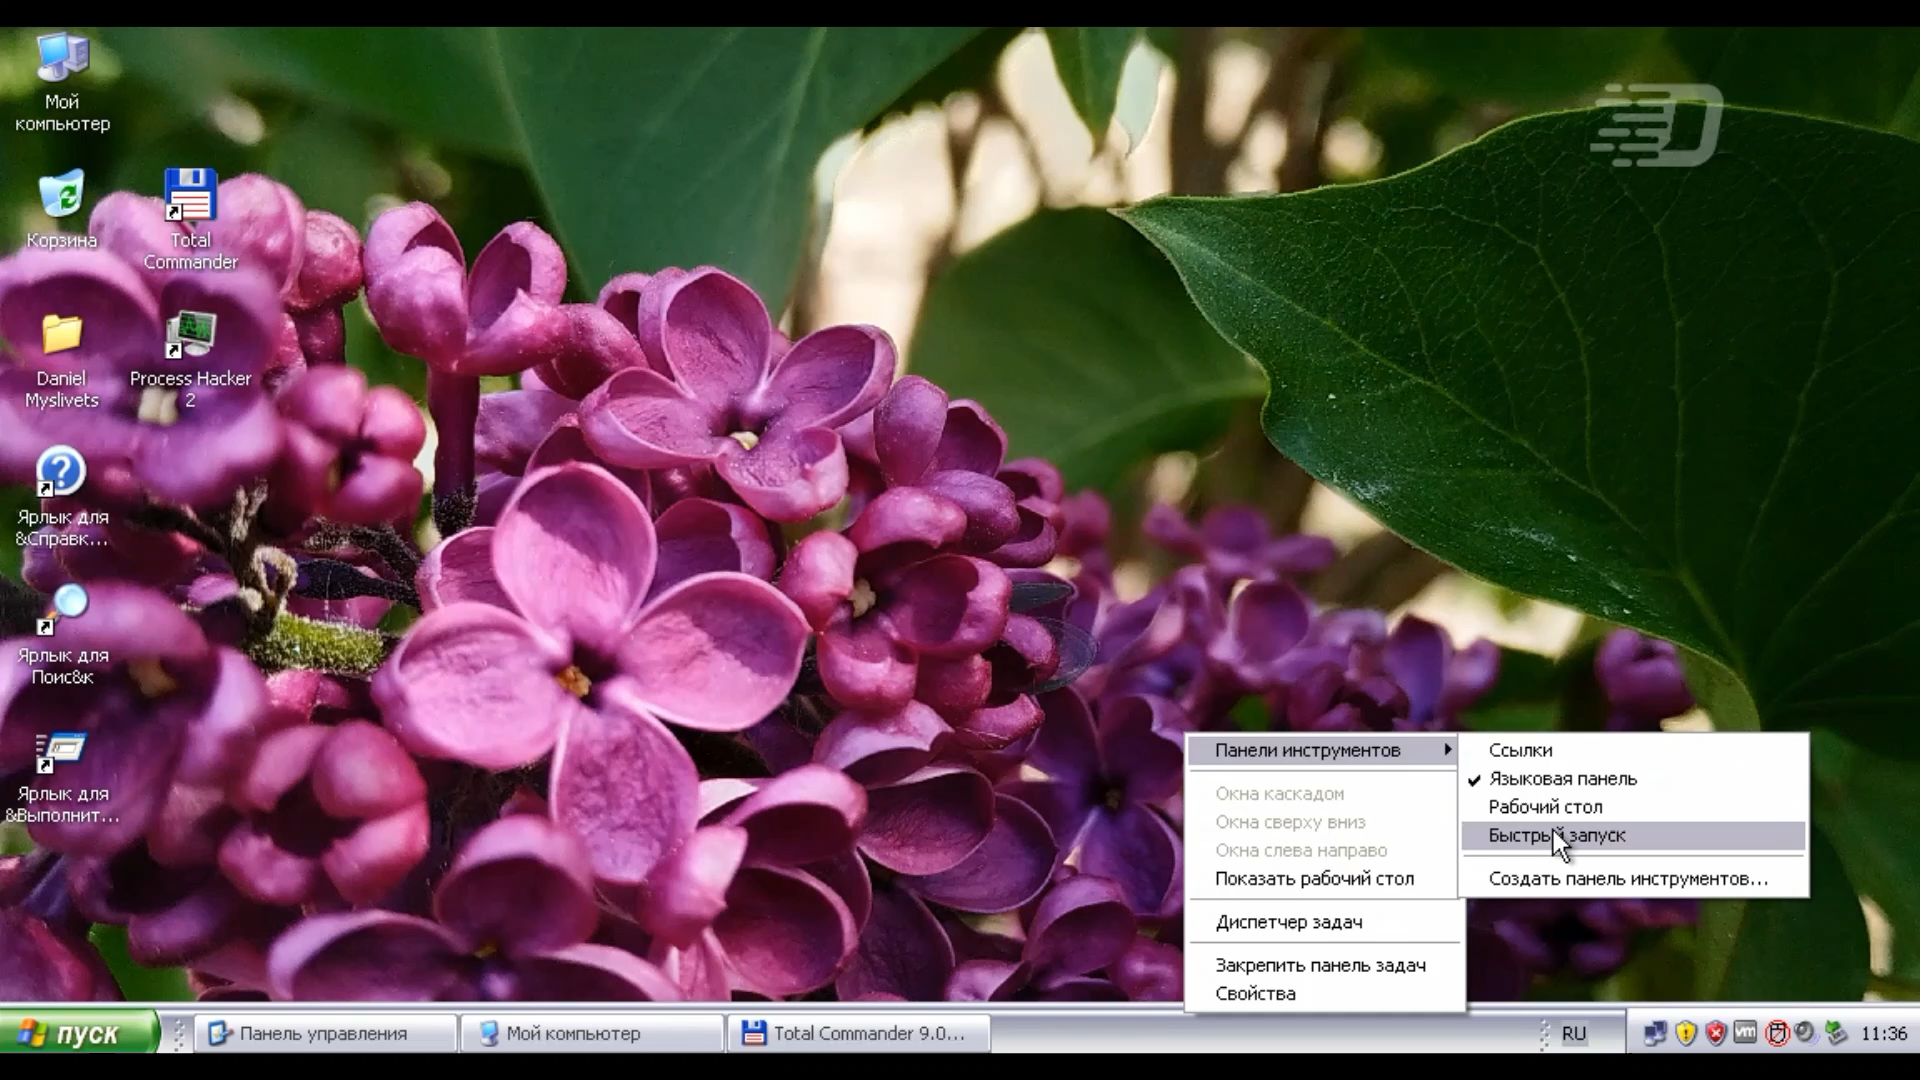 Мой
компьютер
Корзина
Total
Commander
Daniel
Myslivets
Process Hacker
2
Ярлык для
&Справк...
Ярлык для
Поис&к
Ярлык для
&Выполнит...
Панели инструментов
Окна каскадом
Окна сверху вниз
Окна слева направо
Показать рабочий стол
Диспетчер задач
Закрепить панель задач
Свойства
Ссылки
Языковая панель
Рабочий стол
Быстрый запуск
Создать панель инструментов...
пуск
Панель управления
Мой компьютер
Total Commander 9.0...
RU
vm
11:36